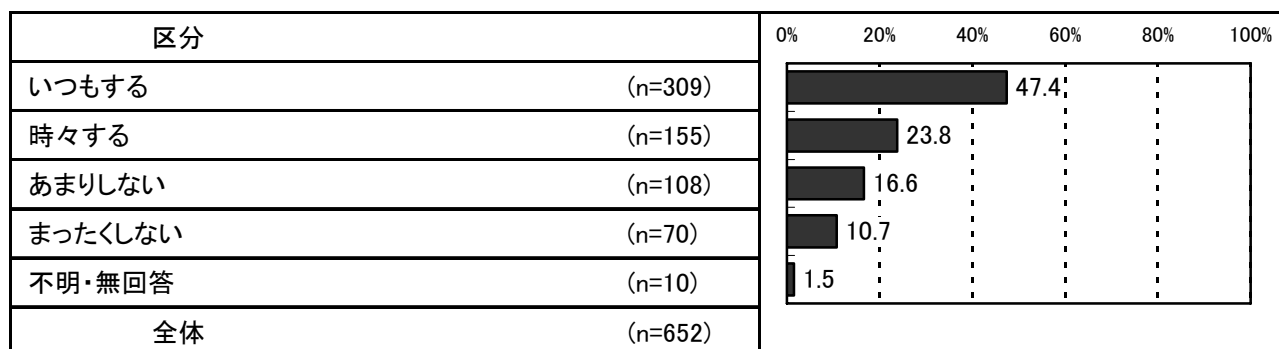 区分 0% 20% 40% 60% 80% 100%
いつもする (n=309) 47.4
時々する (n=155) 23.8
あまりしない (n=108) 16.6
まったくしない (n=70) 10.7
不明・無回答 (n=10) 1.5
全体 (n=652)